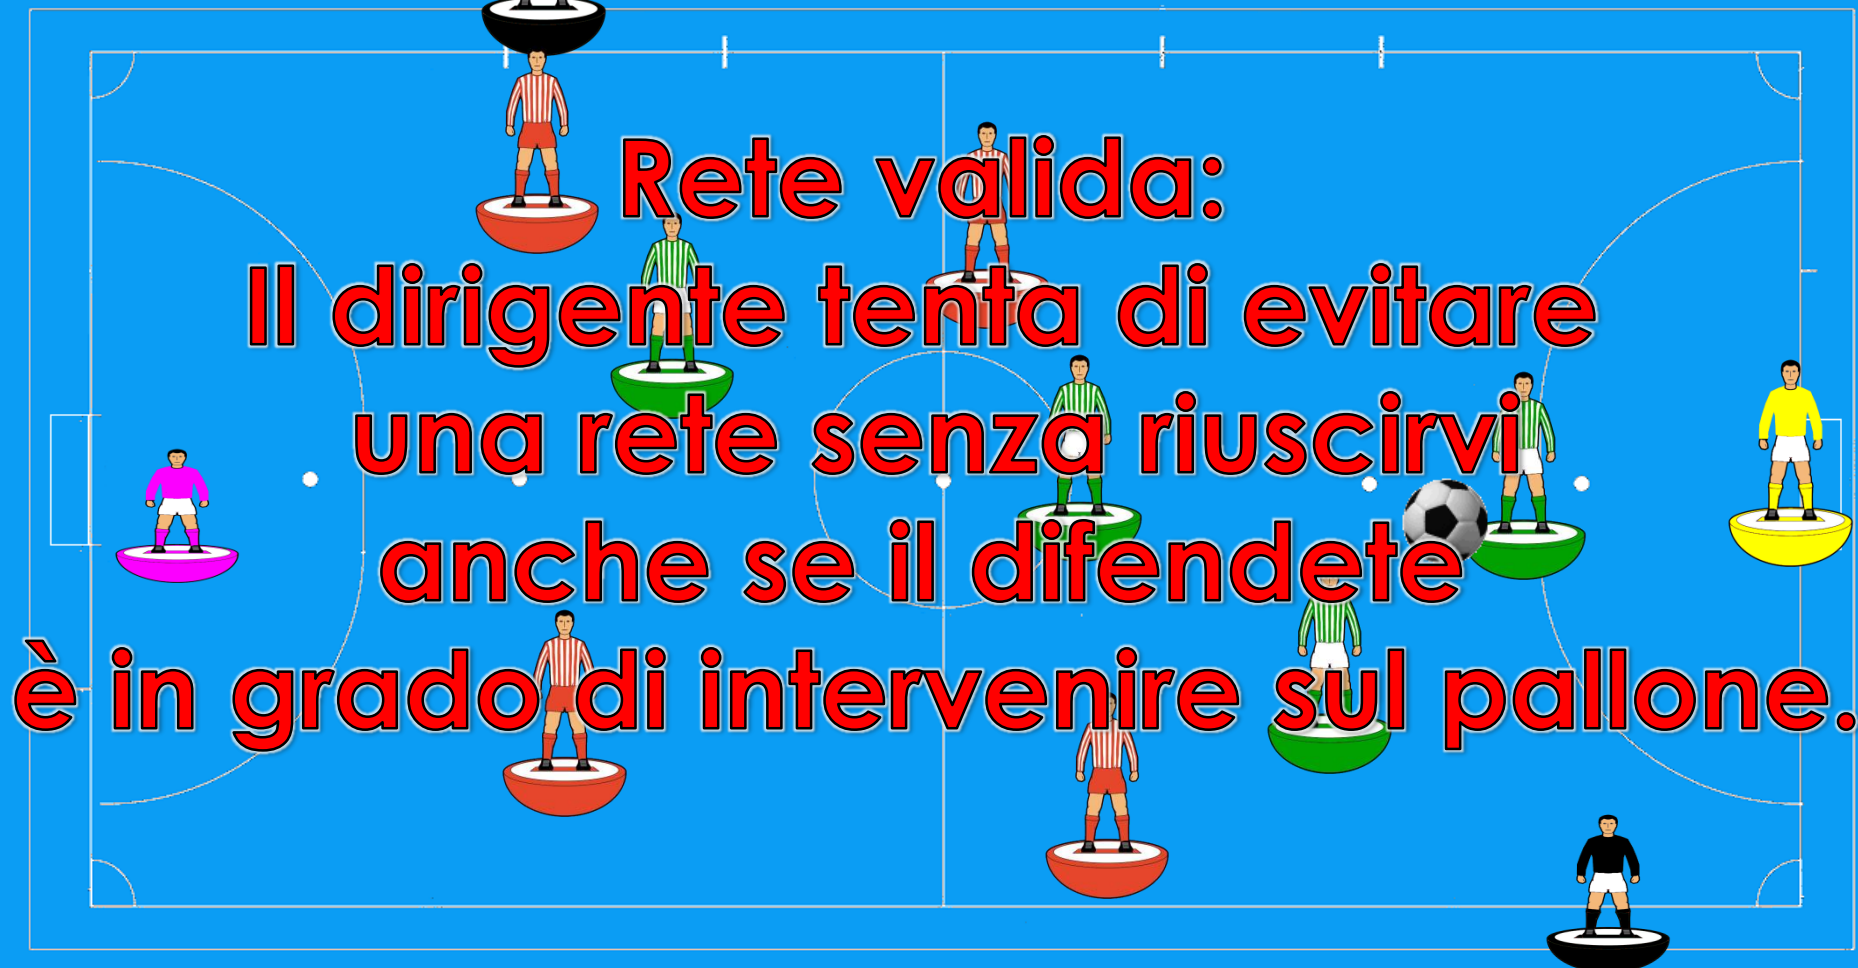 Rete valida:
Il dirigente tenta di evitare
una rete senza riuscirvi
anche se il difendete
è in grado di intervenire sul pallone.